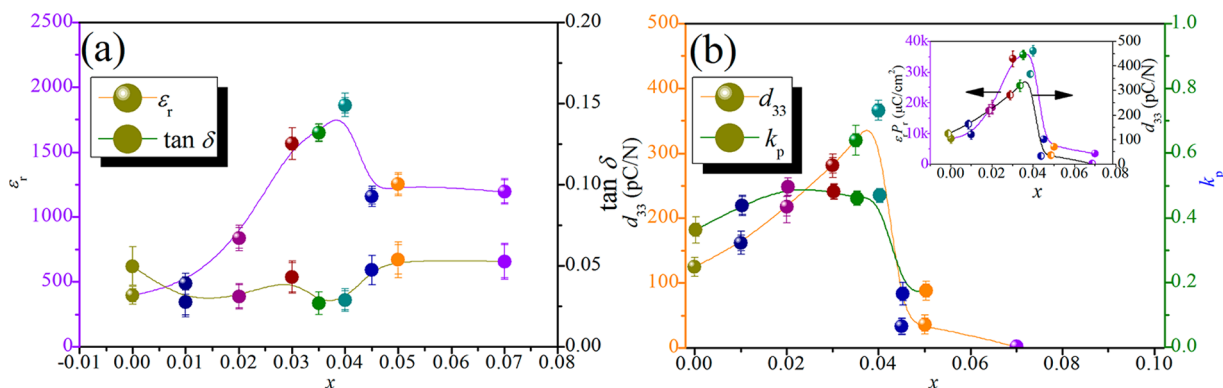 (a)
2500
2000
1500
1000
500
0
εr
εr
tan δ
0.20
0.15
0.10
0.05
0.00
tan δ
-0.01 0.00 0.01 0.02 0.03 0.04 0.05 0.06 0.07 0.08
x
(b)
500
400
300
200
100
0
d33 (pC/N)
d33
kp
1.0
0.8
0.6
0.4
0.2
0.0
kp
0.00 0.02 0.04 0.06 0.08 0.10
x
40k
30k
20k
10k
0
εrPr (μC/cm2)
500
400
300
200
100
0
d33 (pC/N)
0.00 0.02 0.04 0.06 0.08
x